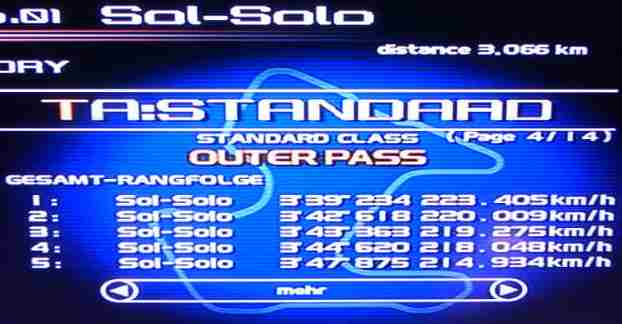 .01 Sol-Solo
distance 3.066 km
DAY
TA:STANDARD
STANDARD CLASS (Page 4/14)
OUTER PASS
GESAMT-RANGFOLGE
1: Sol-Solo 3'39"234 223.405km/h
2: Sol-Solo 3'42"618 220.009km/h
3: Sol-Solo 3'43"363 219.275km/h
4: Sol-Solo 3'44"620 218.048km/h
5: Sol-Solo 3'47"875 214.934km/h
mehr